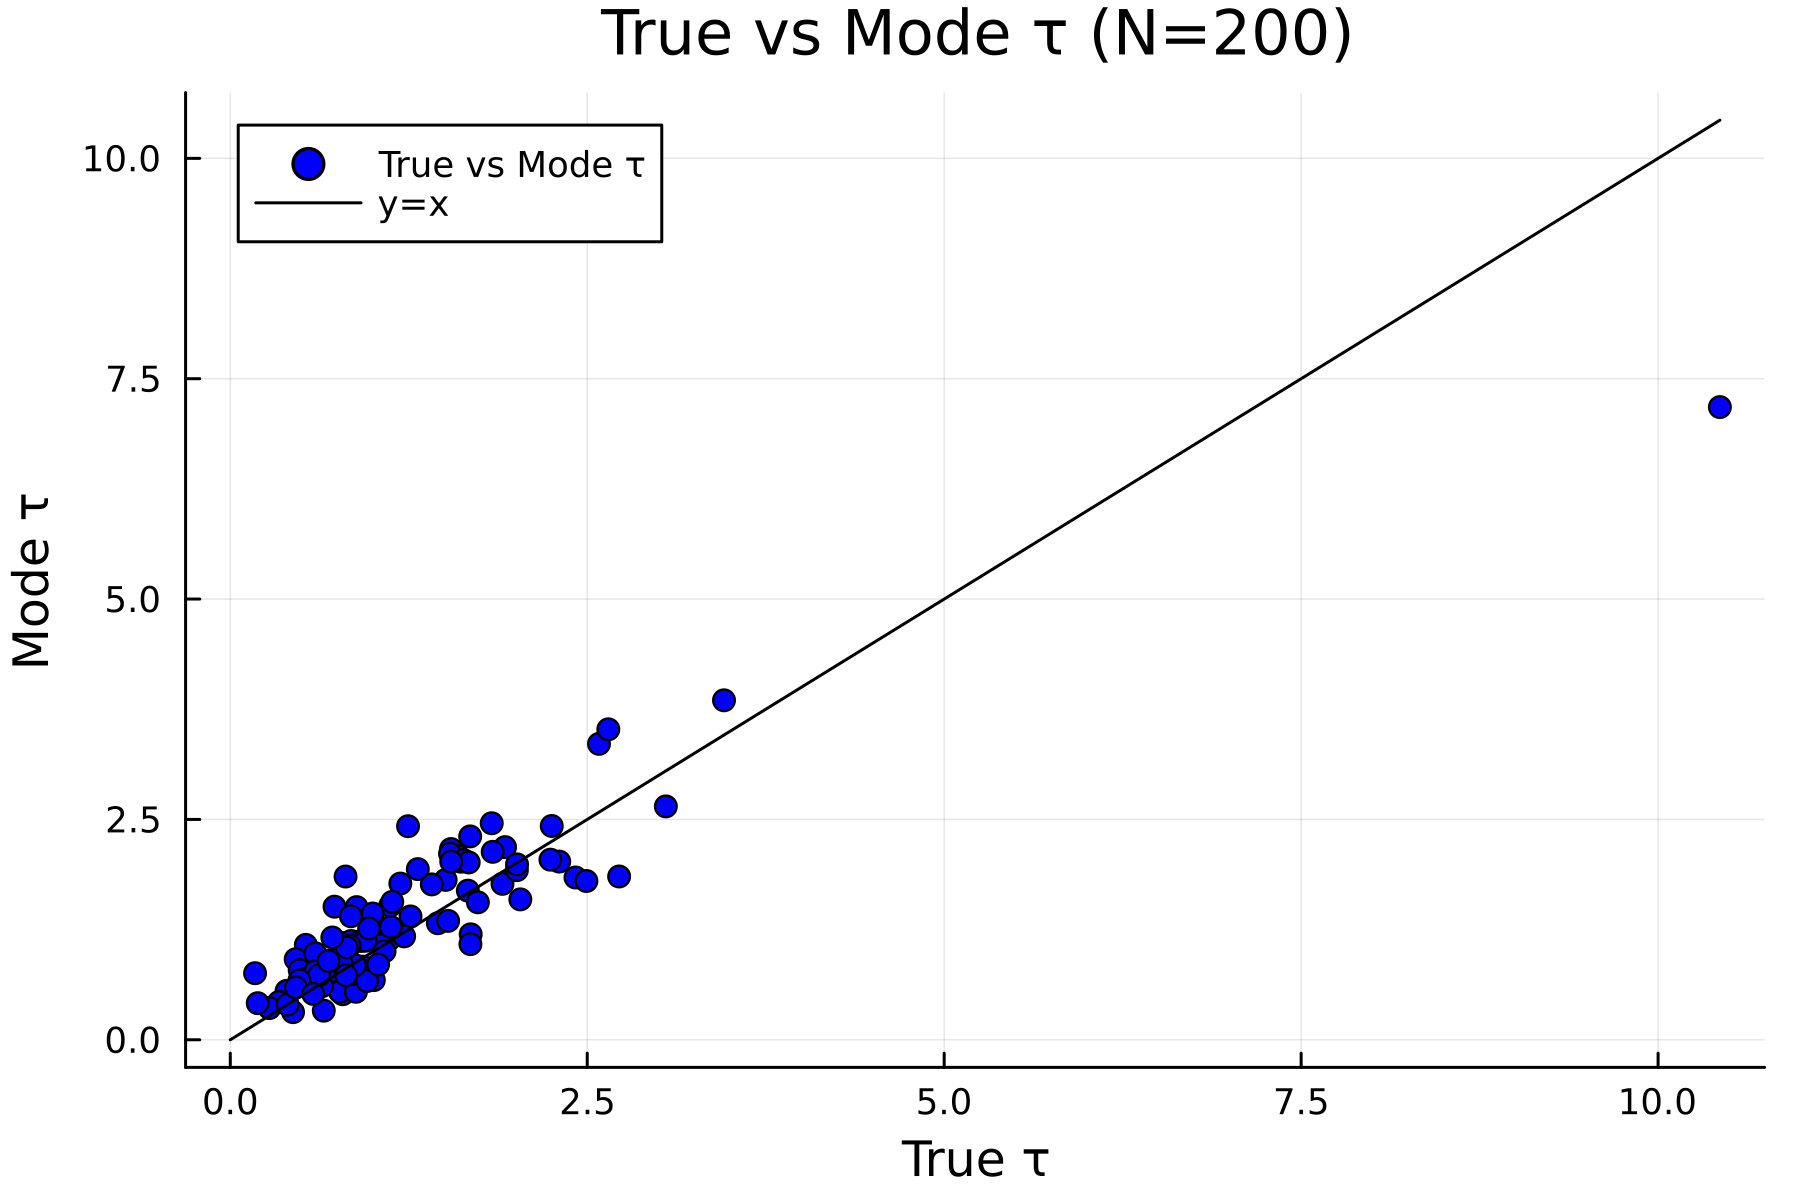 True vs Mode τ (N=200)
True vs Mode τ
y=x
10.0
7.5
5.0
2.5
0.0
Mode τ
0.0 2.5 5.0 7.5 10.0
True τ